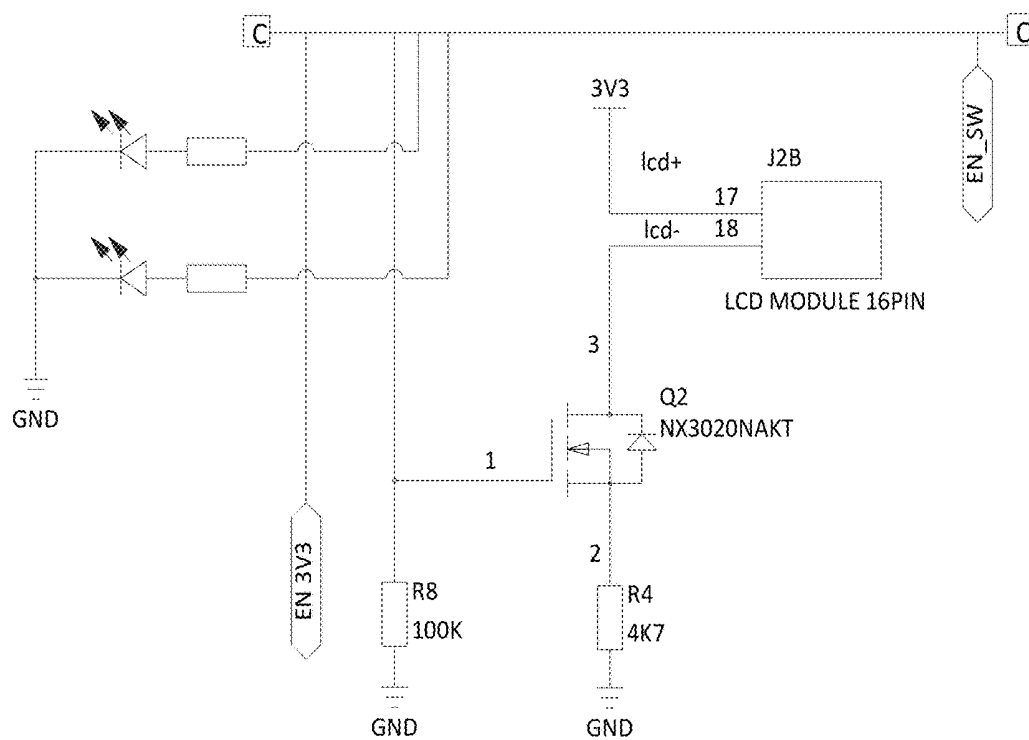 C
C
3V3
EN_SW
lcd+
J2B
17
lcd-
18
LCD MODULE 16PIN
3
GND
Q2
NX3020NAKT
1
EN 3V3
2
R8
100K
R4
4K7
GND
GND